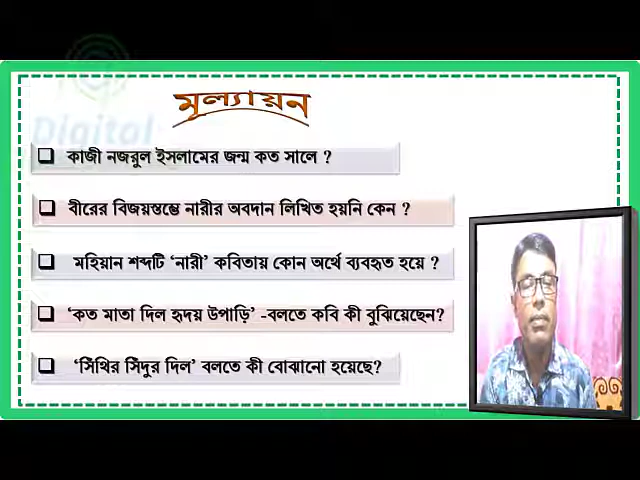 Digital
মূল্যায়ন
কাজী নজরুল ইসলামের জন্ম কত সালে ?
বীরের বিজয়স্তম্ভে নারীর অবদান লিখিত হয়নি কেন ?
মহিয়ান শব্দটি ‘নারী’ কবিতায় কোন অর্থে ব্যবহৃত হয়ে ?
‘কত মাতা দিল হৃদয় উপাড়ি’ -বলতে কবি কী বুঝিয়েছেন?
‘সিঁথির সিঁদুর দিল’ বলতে কী বোঝানো হয়েছে?